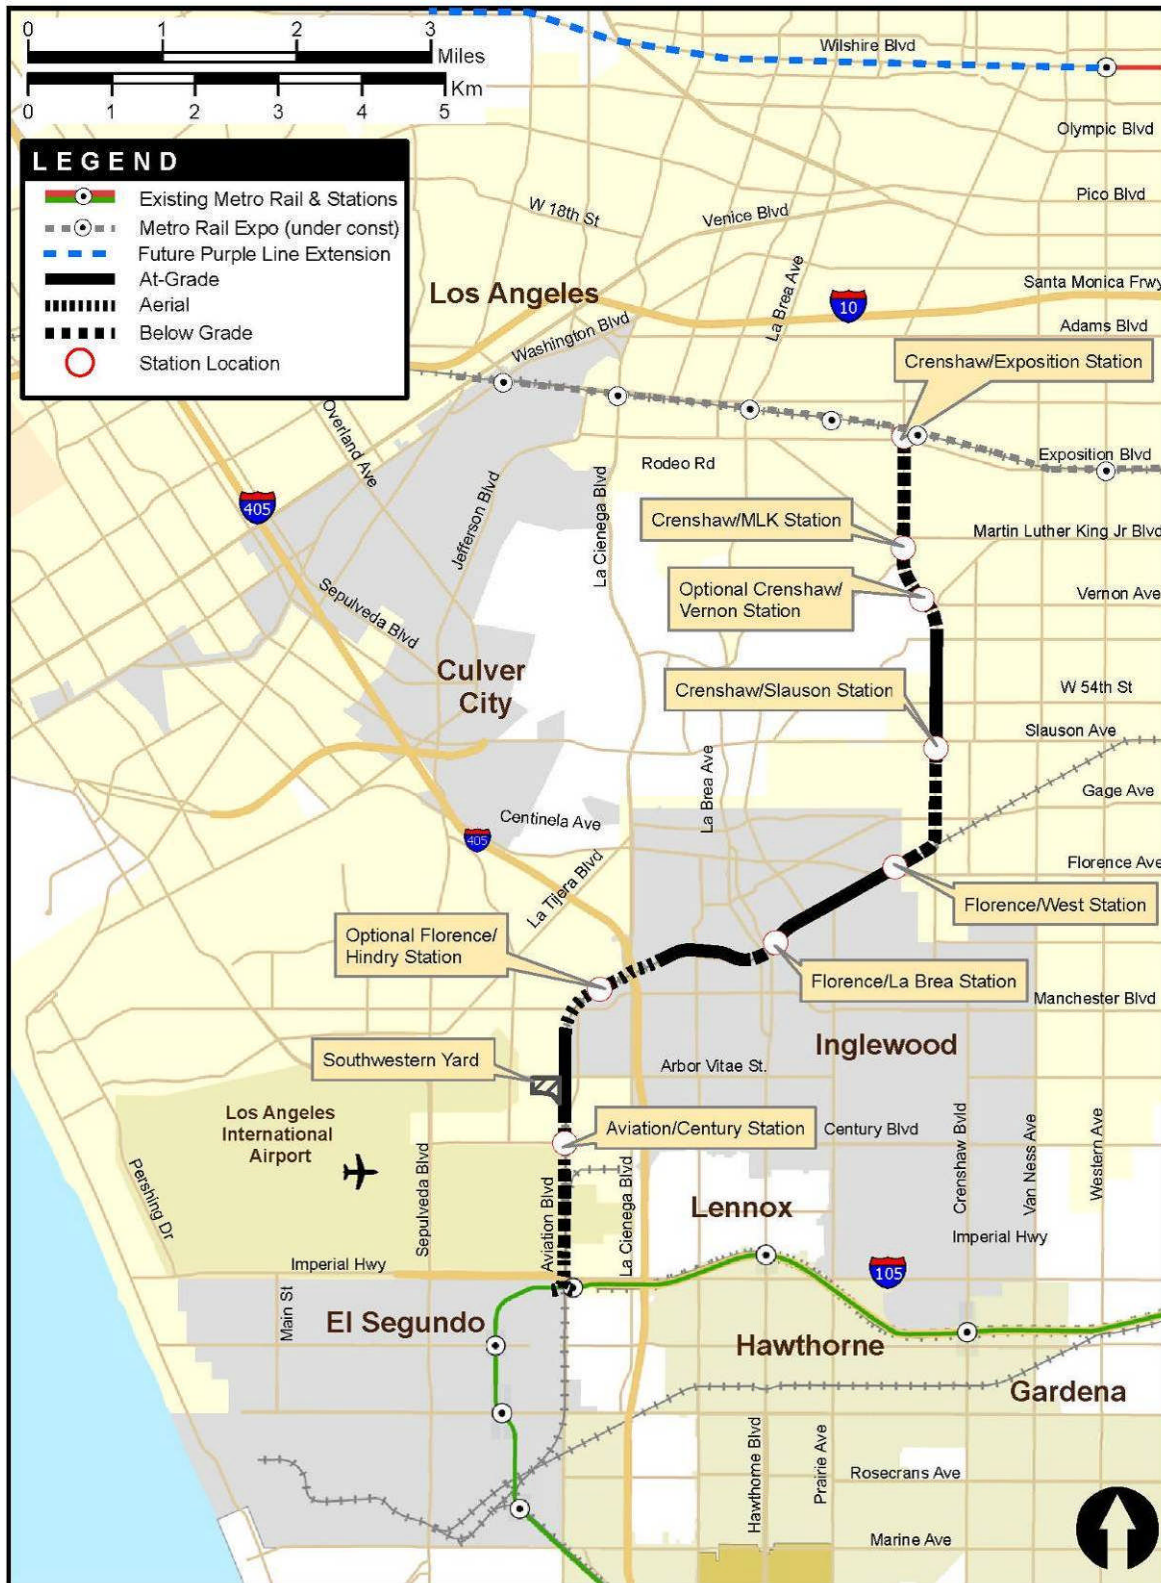 0 1 2 3
Miles
Km
0 1 2 3 4 5
LEGEND
Existing Metro Rail & Stations
Metro Rail Expo (under const)
Future Purple Line Extension
At-Grade
Aerial
Below Grade
Station Location
Wilshire Blvd
Olympic Blvd
Pico Blvd
W 18th St
Venice Blvd
La Brea Ave
Santa Monica Frwy
Los Angeles
10
Washington Blvd
Adams Blvd
Crenshaw/Exposition Station
Overland Ave
Rodeo Rd
Exposition Blvd
405
Jefferson Blvd
La Cienega Blvd
Crenshaw/MLK Station
Martin Luther King Jr Blvd
Sepulveda Blvd
Optional Crenshaw/
Vernon Station
Vernon Ave
Culver
City
Crenshaw/Slauson Station
W 54th St
Slauson Ave
La Brea Ave
Gage Ave
Centinela Ave
405
La Tijera Blvd
Florence Ave
Florence/West Station
Optional Florence/
Hindry Station
Florence/La Brea Station
Manchester Blvd
Inglewood
Southwestern Yard
Arbor Vitae St.
Los Angeles
International
Airport
Aviation/Century Station
Century Blvd
Pershing Dr
Sepulveda Blvd
Aviation Blvd
La Cienega Blvd
Crenshaw Bvld
Van Ness Ave
Western Ave
Lennox
Imperial Hwy
Imperial Hwy
105
Main St
El Segundo
Hawthorne
Gardena
Hawthorne Blvd
Prairie Ave
Rosecrans Ave
Marine Ave